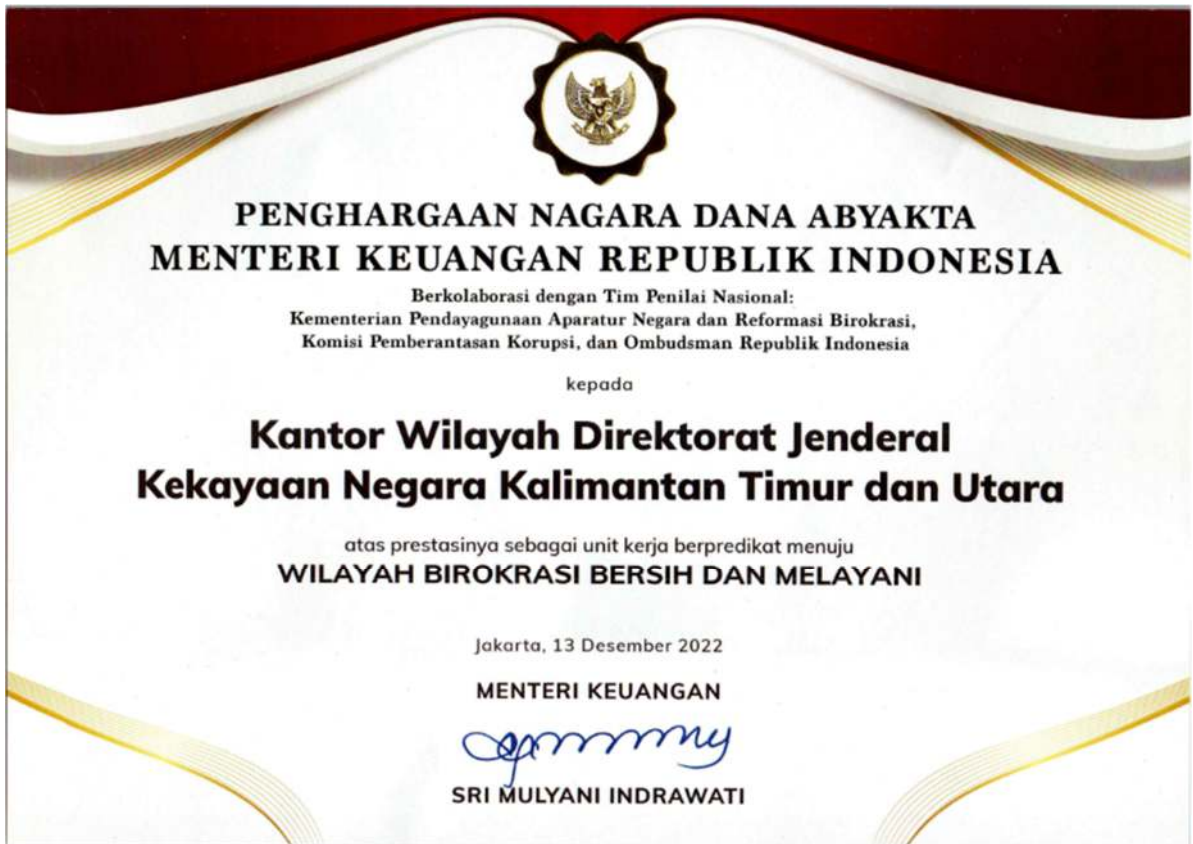 PENGHARGAAN NAGARA DANA ABYAKTA
MENTERI KEUANGAN REPUBLIK INDONESIA
Berkolaborasi dengan Tim Penilai Nasional:
Kementerian Pendayagunaan Aparatur Negara dan Reformasi Birokrasi,
Komisi Pemberantasan Korupsi, dan Ombudsman Republik Indonesia
kepada
Kantor Wilayah Direktorat Jenderal
Kekayaan Negara Kalimantan Timur dan Utara
atas prestasinya sebagai unit kerja berpredikat menuju
WILAYAH BIROKRASI BERSIH DAN MELAYANI
Jakarta, 13 Desember 2022
MENTERI KEUANGAN
SRI MULYANI INDRAWATI